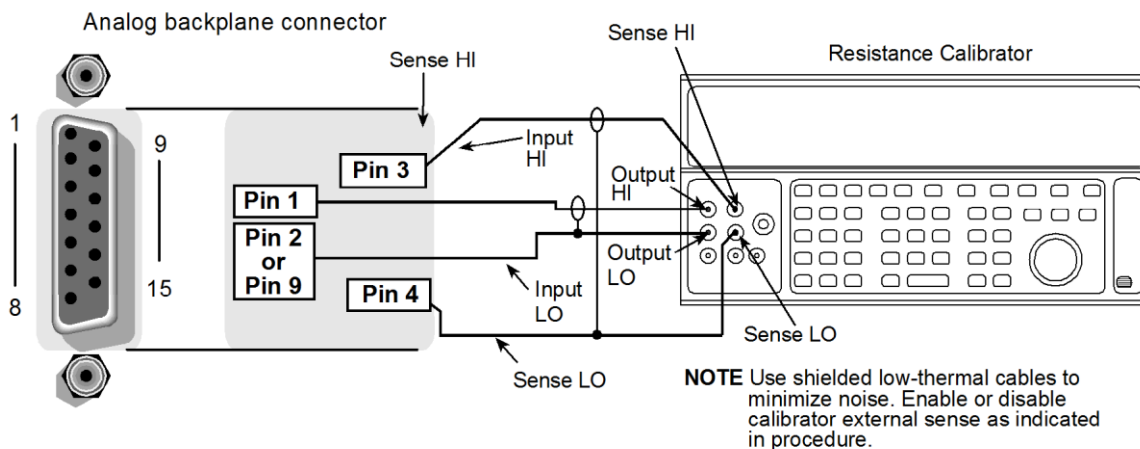 Analog backplane connector
Sense HI
Sense HI
Resistance Calibrator
1
9
Input
HI
Pin 3
Output
HI
Pin 1
Pin 2
or
Pin 9
Output
LO
8
15
Pin 4
Input
LO
Sense LO
Sense LO
NOTE Use shielded low-thermal cables to
minimize noise. Enable or disable
calibrator external sense as indicated
in procedure.